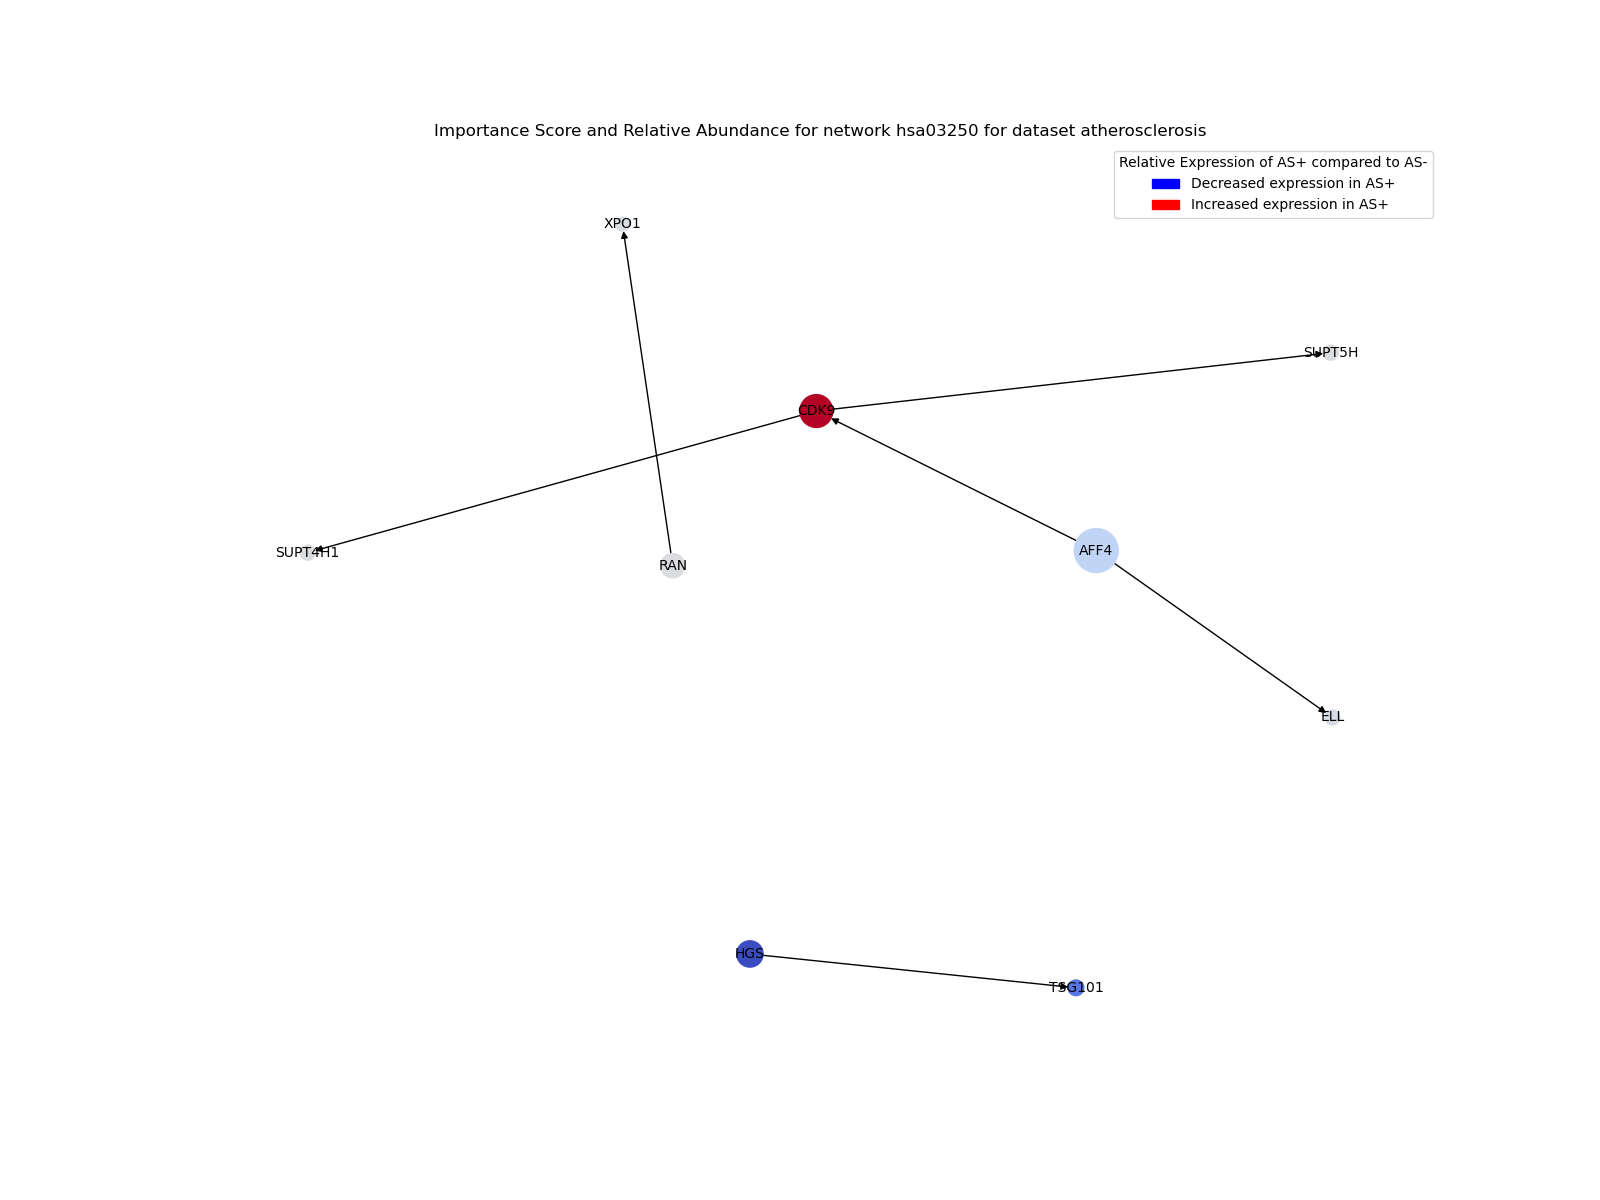 Importance Score and Relative Abundance for network hsa03250 for dataset atherosclerosis
Relative Expression of AS+ compared to AS-
Decreased expression in AS+
Increased expression in AS+
XPO1
SUPT5H
CDK9
SUPT4H1
RAN
AFF4
ELL
HGS
TSG101